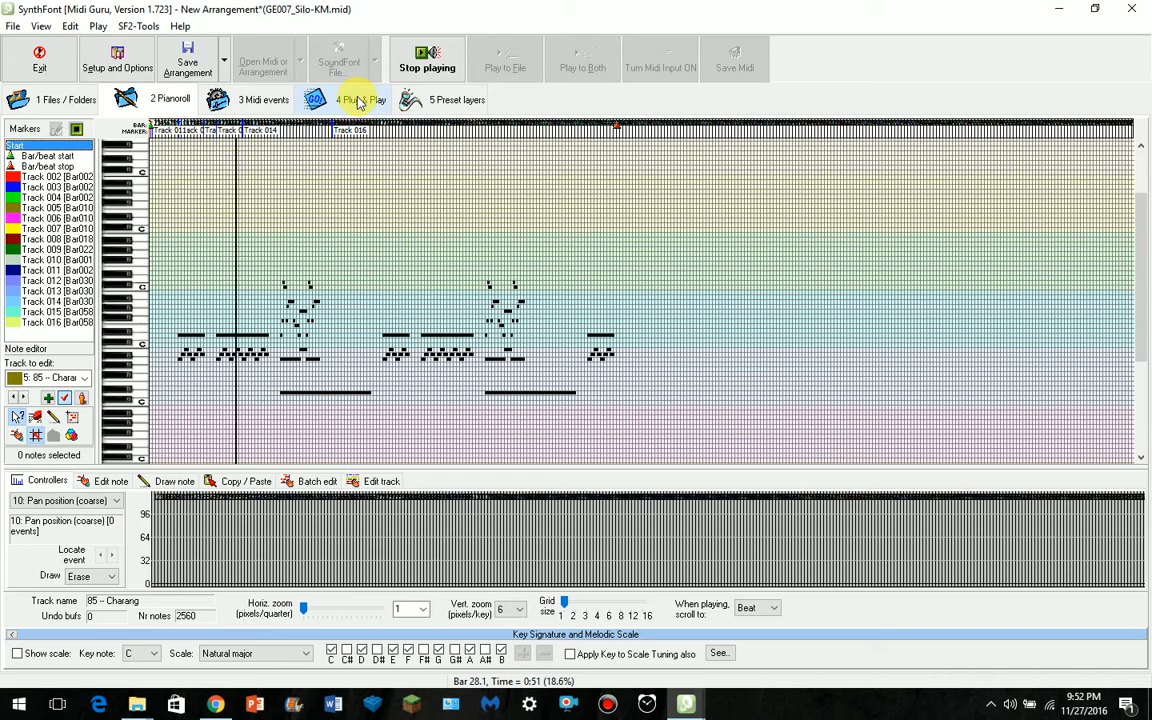 SynthFont [Midi Guru, Version 1.723] - New Arrangement*(GE007_Silo-KM.mid)
File View Edit Play SF2-Tools Help
Exit
Setup and Options
Save Arrangement
Open Midi or Arrangement
SoundFont File...
Stop playing
Play to File
Play to Both
Turn Midi Input ON
Save Midi
1 Files / Folders
2 Pianoroll
3 Midi events
4 Plug & Play
5 Preset layers
Markers
BAR:
MARKER:
Track 014
Track 016
Start
Bar/beat start
Bar/beat stop
Track 002 [Bar002
Track 003 [Bar002
Track 004 [Bar002
Track 005 [Bar010
Track 006 [Bar010
Track 007 [Bar010
Track 008 [Bar018
Track 009 [Bar022
Track 010 [Bar001
Track 011 [Bar002
Track 012 [Bar030
Track 013 [Bar030
Track 014 [Bar030
Track 015 [Bar058
Track 016 [Bar058
Note editor
Track to edit:
5: 85 -- Charan
0 notes selected
C
C
C
C
C
C
Controllers
Edit note
Draw note
Copy / Paste
Batch edit
Edit track
10: Pan position (coarse)
10: Pan position (coarse) [0 events]
Locate event
Draw Erase
96
64
32
0
Track name 85 -- Charang
Undo bufs 0 Nr notes 2560
Horiz. zoom (pixels/quarter) 1
Vert. zoom (pixels/key) 6
Grid size 1 2 3 4 6 8 12 16
When playing, scroll to: Beat
Key Signature and Melodic Scale
Show scale: Key note: C Scale: Natural major
C C# D D# E F F# G G# A A# B
Apply Key to Scale Tuning also See..
Bar 28.1, Time = 0:51 (18.6%)
9:52 PM
11/27/2016